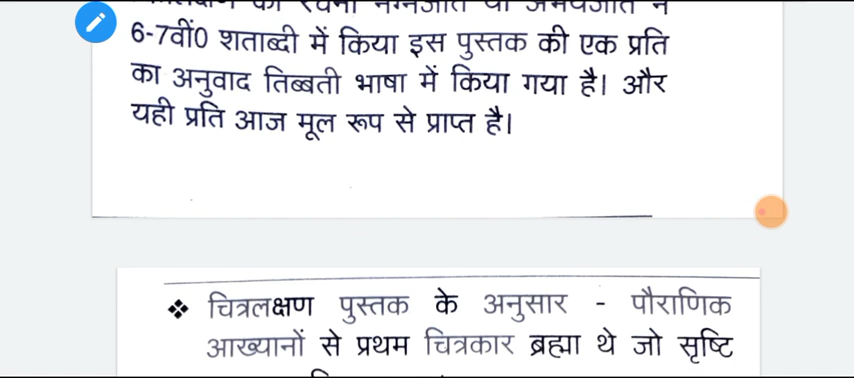 6-7वीं0 शताब्दी में किया इस पुस्तक की एक प्रति
का अनुवाद तिब्बती भाषा में किया गया है। और
यही प्रति आज मूल रूप से प्राप्त है।
❖ चित्रलक्षण पुस्तक के अनुसार - पौराणिक
आख्यानों से प्रथम चित्रकार ब्रह्मा थे जो सृष्टि